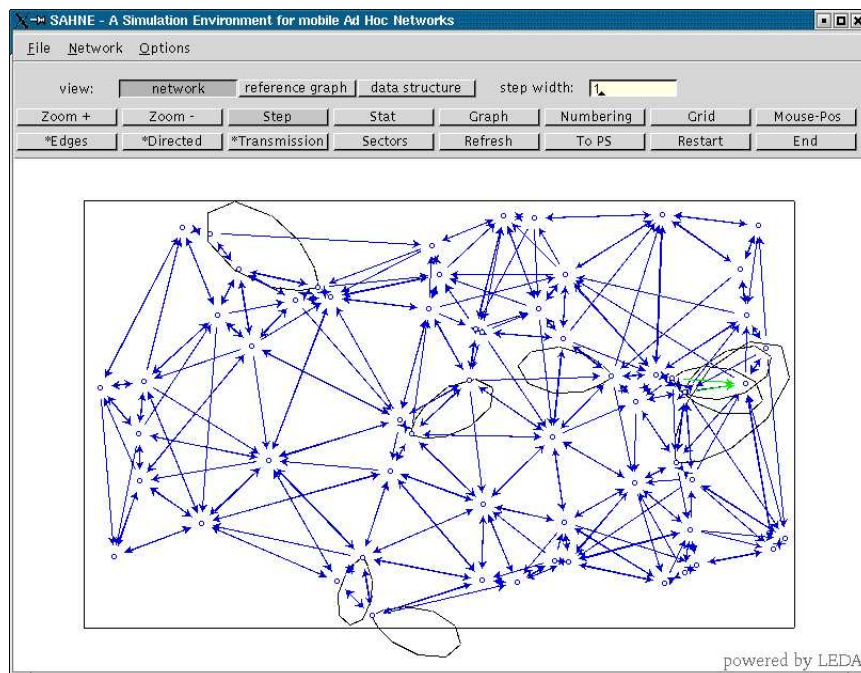 SAHNE - A Simulation Environment for mobile Ad Hoc Networks
File Network Options
view: network reference graph data structure step width: 1
Zoom + Zoom - Step Stat Graph Numbering Grid Mouse-Pos
*Edges *Directed *Transmission Sectors Refresh To PS Restart End
powered by LEDA